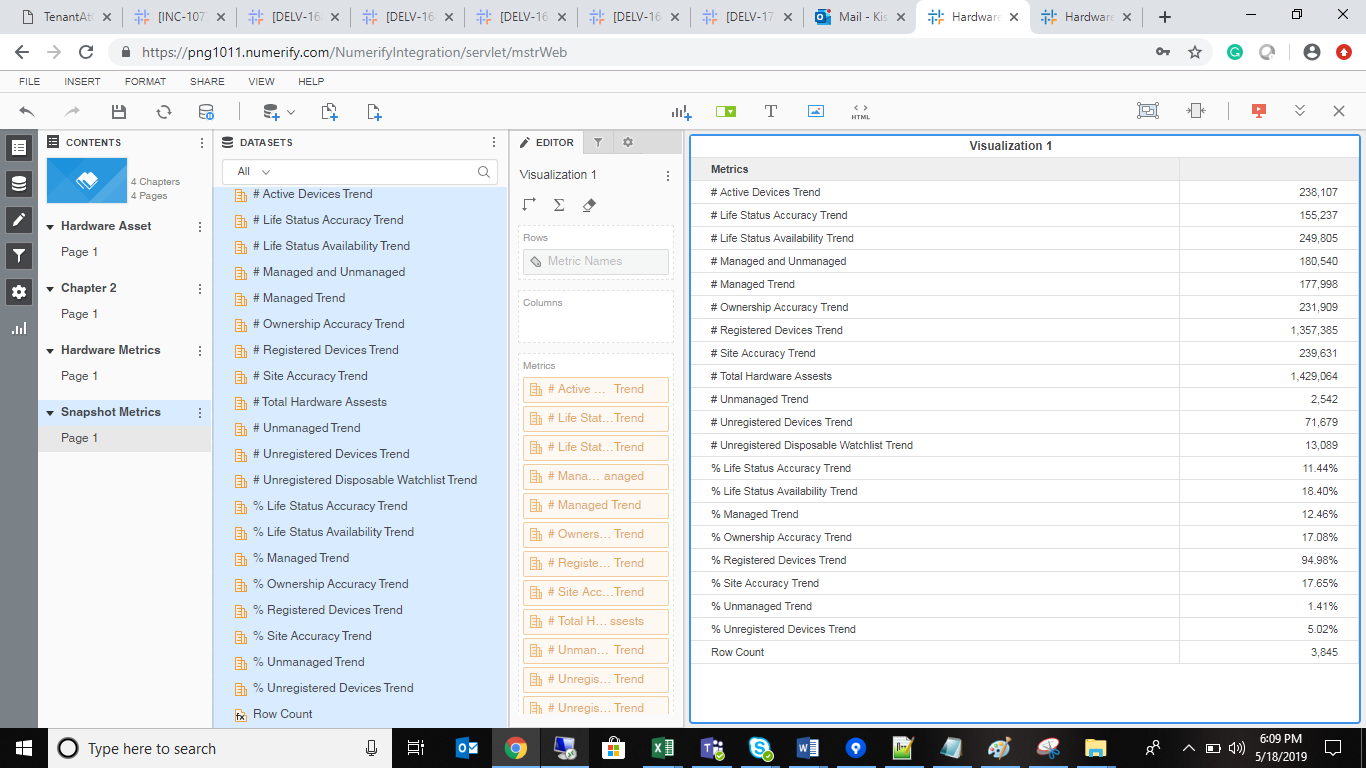 TenantAt
[INC-107
[DELV-16
[DELV-16
[DELV-16
[DELV-16
[DELV-17
Mail - Kis
Hardware
Hardware
https://png1011.numerify.com/NumerifyIntegration/servlet/mstrWeb
FILE INSERT FORMAT SHARE VIEW HELP
HTML
CONTENTS
4 Chapters
4 Pages
Hardware Asset
Page 1
Chapter 2
Page 1
Hardware Metrics
Page 1
Snapshot Metrics
Page 1
DATASETS
All
# Active Devices Trend
# Life Status Accuracy Trend
# Life Status Availability Trend
# Managed and Unmanaged
# Managed Trend
# Ownership Accuracy Trend
# Registered Devices Trend
# Site Accuracy Trend
# Total Hardware Assests
# Unmanaged Trend
# Unregistered Devices Trend
# Unregistered Disposable Watchlist Trend
% Life Status Accuracy Trend
% Life Status Availability Trend
% Managed Trend
% Ownership Accuracy Trend
% Registered Devices Trend
% Site Accuracy Trend
% Unmanaged Trend
% Unregistered Devices Trend
fx Row Count
EDITOR
Visualization 1
Rows
Metric Names
Columns
Metrics
# Active ... Trend
# Life Stat...Trend
# Life Stat...Trend
# Mana... anaged
# Managed Trend
# Owners... Trend
# Registe... Trend
# Site Acc...Trend
# Total H... ssests
# Unman... Trend
# Unregis... Trend
# Unregis... Trend
Visualization 1
Metrics
# Active Devices Trend 238,107
# Life Status Accuracy Trend 155,237
# Life Status Availability Trend 249,805
# Managed and Unmanaged 180,540
# Managed Trend 177,998
# Ownership Accuracy Trend 231,909
# Registered Devices Trend 1,357,385
# Site Accuracy Trend 239,631
# Total Hardware Assests 1,429,064
# Unmanaged Trend 2,542
# Unregistered Devices Trend 71,679
# Unregistered Disposable Watchlist Trend 13,089
% Life Status Accuracy Trend 11.44%
% Life Status Availability Trend 18.40%
% Managed Trend 12.46%
% Ownership Accuracy Trend 17.08%
% Registered Devices Trend 94.98%
% Site Accuracy Trend 17.65%
% Unmanaged Trend 1.41%
% Unregistered Devices Trend 5.02%
Row Count 3,845
Type here to search
6:09 PM
5/18/2019